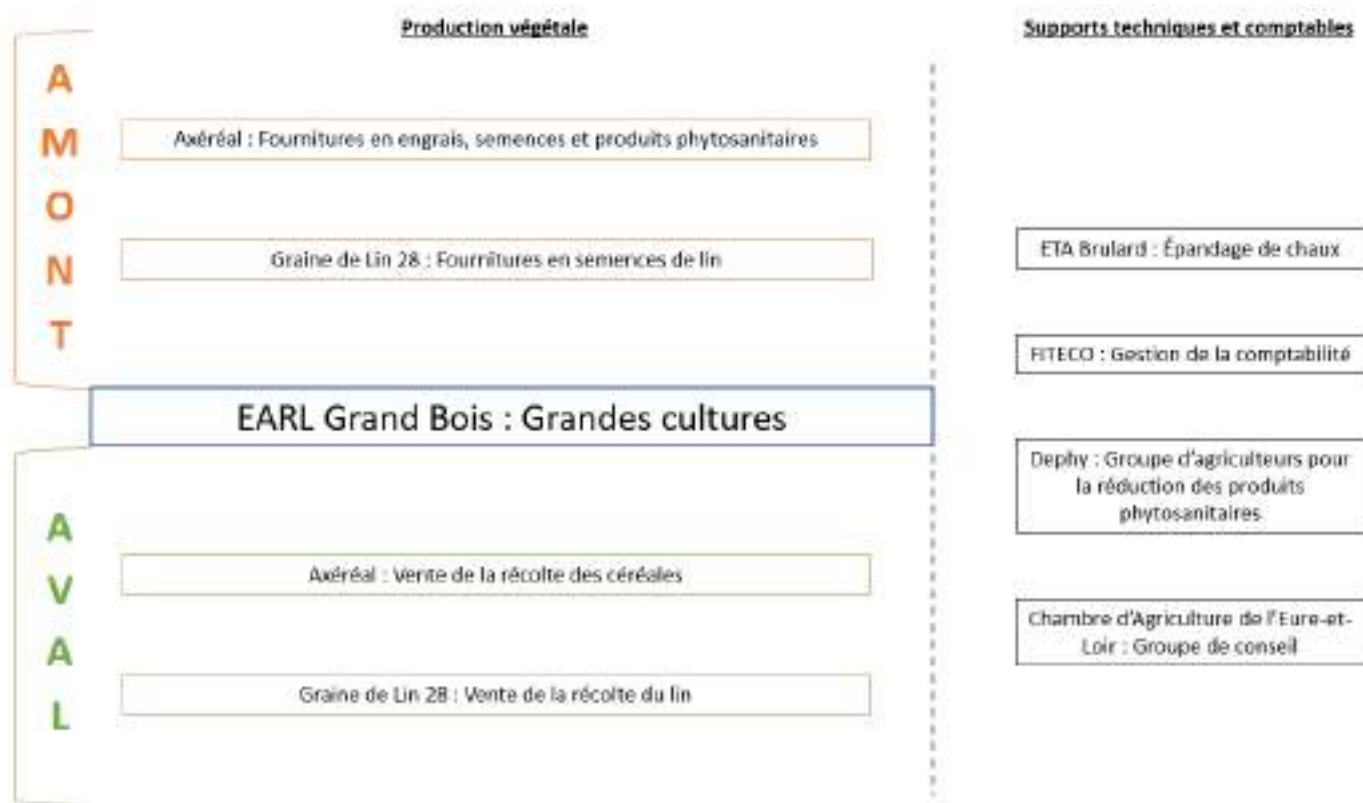 Production végétale
Supports techniques et comptables
AMONT
Axéréal : Fournitures en engrais, semences et produits phytosanitaires
Graine de Lin 28 : Fournitures en semences de lin
ETA Brulard : Épandage de chaux
FITECO : Gestion de la comptabilité
EARL Grand Bois : Grandes cultures
Dephy : Groupe d'agriculteurs pour
la réduction des produits
phytosanitaires
AVAL
Axéréal : Vente de la récolte des céréales
Graine de Lin 28 : Vente de la récolte du lin
Chambre d'Agriculture de l'Eure-et-
Loir : Groupe de conseil